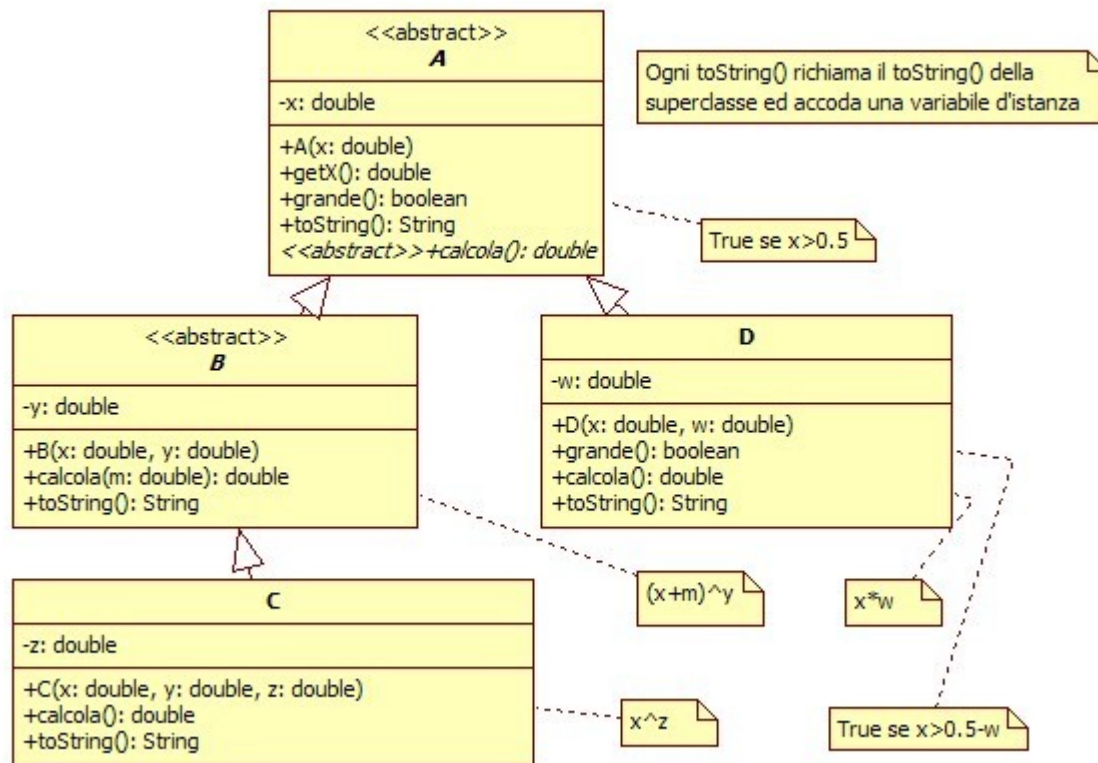 <<abstract>>
A
-x: double
+A(x: double)
+getX(): double
+grande(): boolean
+toString(): String
<<abstract>>+calcola(): double
Ogni toString() richiama il toString() della
superclasse ed accoda una variabile d'istanza
True se x>0.5
<<abstract>>
B
-y: double
+B(x: double, y: double)
+calcola(m: double): double
+toString(): String
D
-w: double
+D(x: double, w: double)
+grande(): boolean
+calcola(): double
+toString(): String
(x+m)^y
x*w
C
-z: double
+C(x: double, y: double, z: double)
+calcola(): double
+toString(): String
x^z
True se x>0.5-w